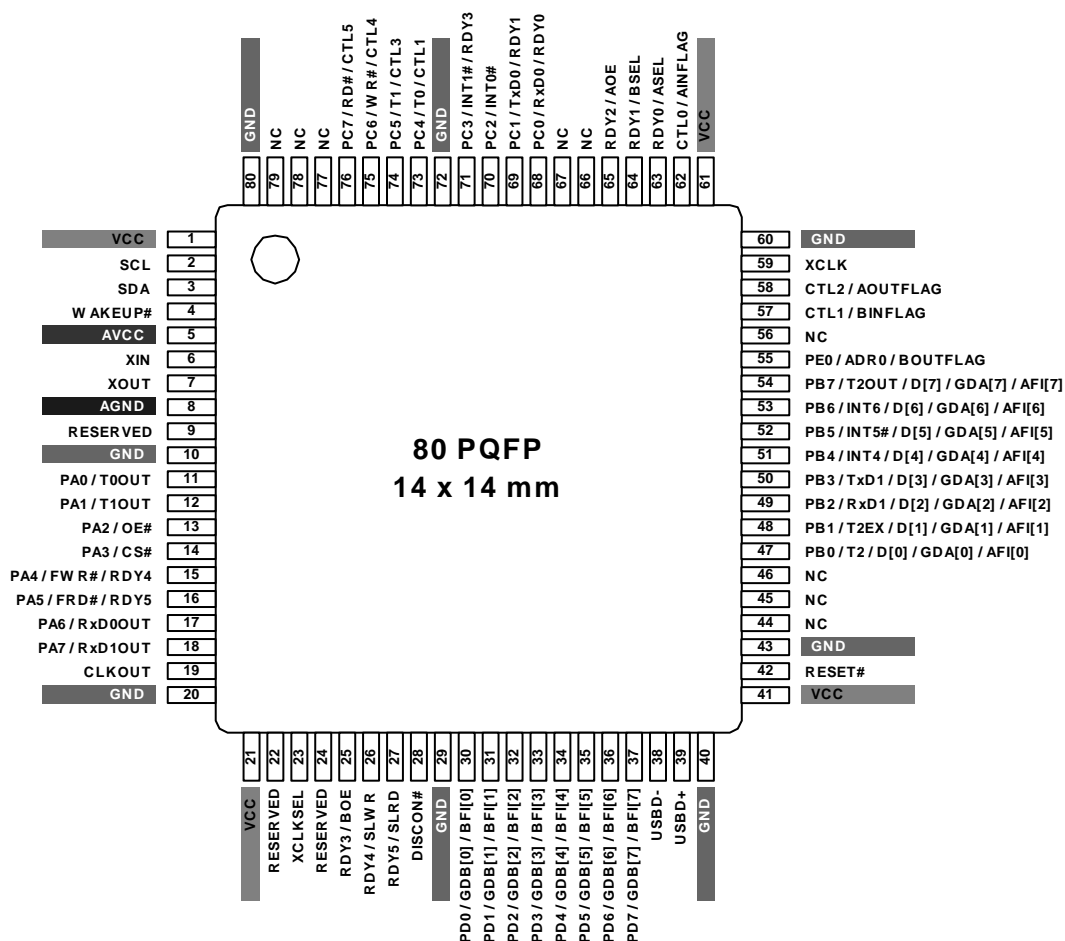 GND
NC
NC
NC
PC7 / RD# / CTL5
PC6 / WR# / CTL4
PC5 / T1 / CTL3
PC4 / T0 / CTL1
GND
PC3 / INT1# / RDY3
PC2 / INT0#
PC1 / TxD0 / RDY1
PC0 / RxD0 / RDY0
NC
NC
RDY2 / AOE
RDY1 / BSEL
RDY0 / ASEL
CTL0 / AINFLAG
VCC
80
79
78
77
76
75
74
73
72
71
70
69
68
67
66
65
64
63
62
61
VCC 1
SCL 2
SDA 3
WAKEUP# 4
AVCC 5
XIN 6
XOUT 7
AGND 8
RESERVED 9
GND 10
PA0 / T0OUT 11
PA1 / T1OUT 12
PA2 / OE# 13
PA3 / CS# 14
PA4 / FWR# / RDY4 15
PA5 / FRD# / RDY5 16
PA6 / RxD0OUT 17
PA7 / RxD1OUT 18
CLKOUT 19
GND 20
80 PQFP
14 x 14 mm
60 GND
59 XCLK
58 CTL2 / AOUTFLAG
57 CTL1 / BINFLAG
56 NC
55 PE0 / ADR0 / BOUTFLAG
54 PB7 / T2OUT / D[7] / GDA[7] / AFI[7]
53 PB6 / INT6 / D[6] / GDA[6] / AFI[6]
52 PB5 / INT5# / D[5] / GDA[5] / AFI[5]
51 PB4 / INT4 / D[4] / GDA[4] / AFI[4]
50 PB3 / TxD1 / D[3] / GDA[3] / AFI[3]
49 PB2 / RxD1 / D[2] / GDA[2] / AFI[2]
48 PB1 / T2EX / D[1] / GDA[1] / AFI[1]
47 PB0 / T2 / D[0] / GDA[0] / AFI[0]
46 NC
45 NC
44 NC
43 GND
42 RESET#
41 VCC
21
22
23
24
25
26
27
28
29
30
31
32
33
34
35
36
37
38
39
40
VCC
RESERVED
XCLKSEL
RESERVED
RDY3 / BOE
RDY4 / SLWR
RDY5 / SLRD
DISCON#
GND
PD0 / GDB[0] / BFI[0]
PD1 / GDB[1] / BFI[1]
PD2 / GDB[2] / BFI[2]
PD3 / GDB[3] / BFI[3]
PD4 / GDB[4] / BFI[4]
PD5 / GDB[5] / BFI[5]
PD6 / GDB[6] / BFI[6]
PD7 / GDB[7] / BFI[7]
USBD-
USBD+
GND